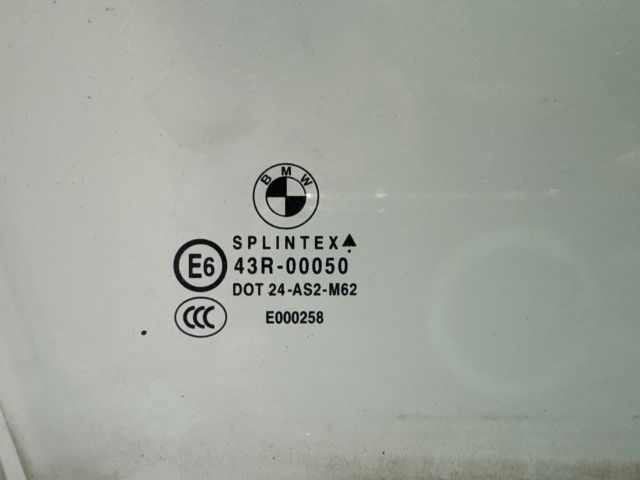 BMW
SPLINTEX
E6 43R-00050
DOT 24-AS2-M62
CCC E000258